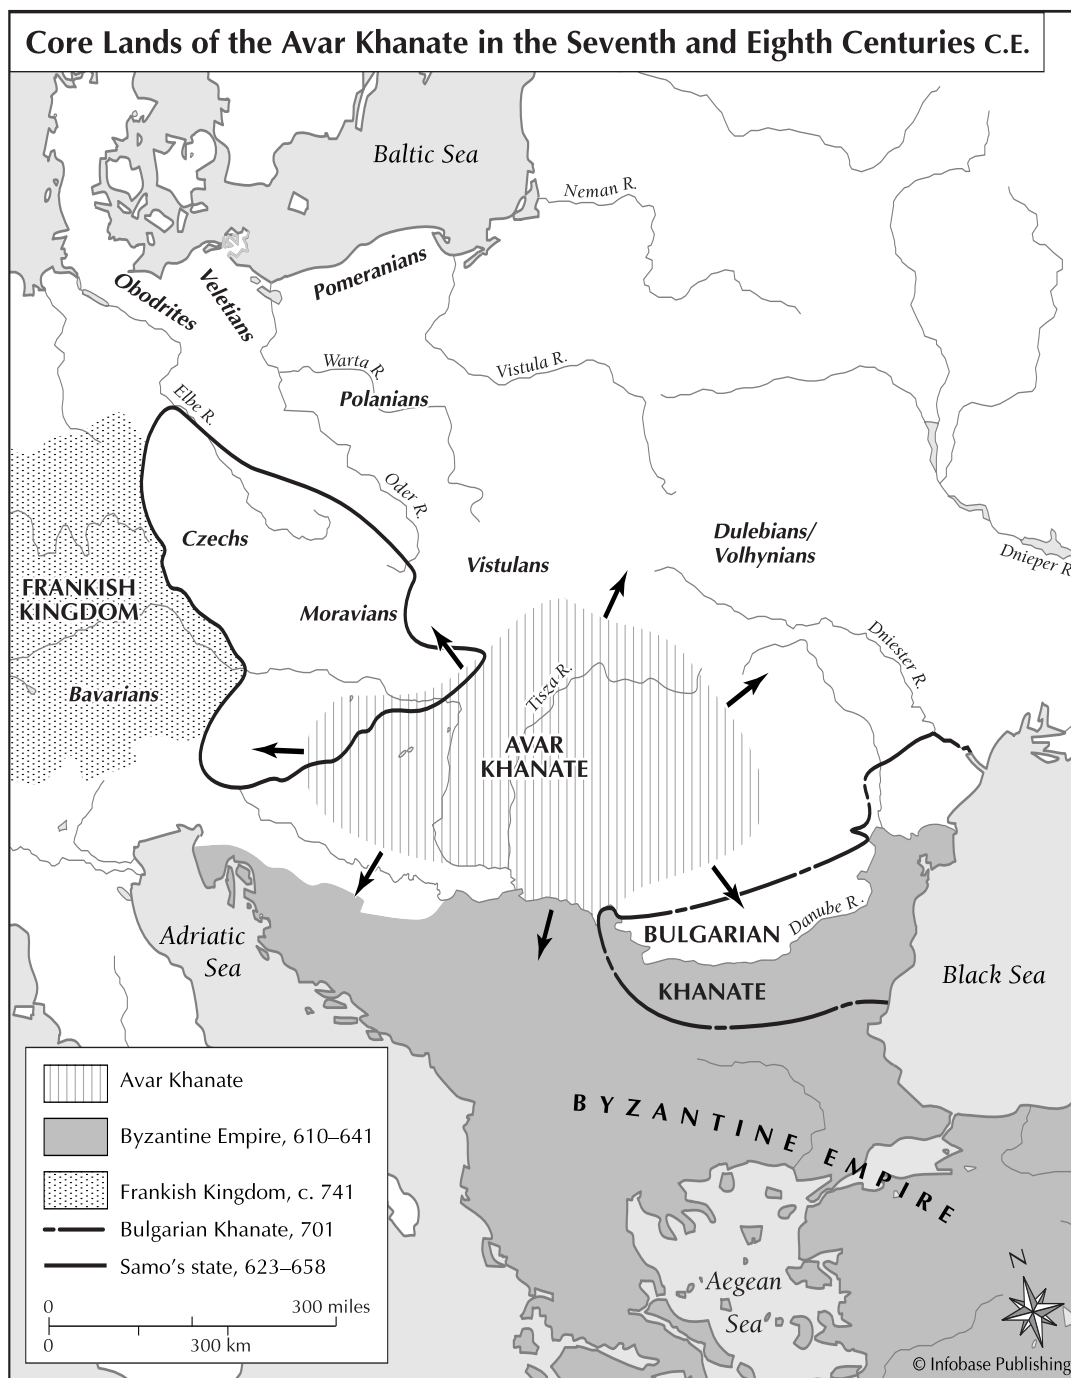 Core Lands of the Avar Khanate in the Seventh and Eighth Centuries C.E.
Baltic Sea
Neman R.
Pomeranians
Obodrites
Veletians
Warta R.
Vistula R.
Polanians
Elbe R.
Oder R.
Czechs
Dulebians/
Volhynians
Vistulans
Dnieper R.
FRANKISH
KINGDOM
Moravians
Dniester R.
Bavarians
Tisza R.
AVAR
KHANATE
Adriatic
Sea
BULGARIAN
Danube R.
KHANATE
Black Sea
BYZANTINE EMPIRE
Aegean
Sea
Avar Khanate
Byzantine Empire, 610–641
Frankish Kingdom, c. 741
Bulgarian Khanate, 701
Samo's state, 623–658
0 300 miles
0 300 km
N
© Infobase Publishing